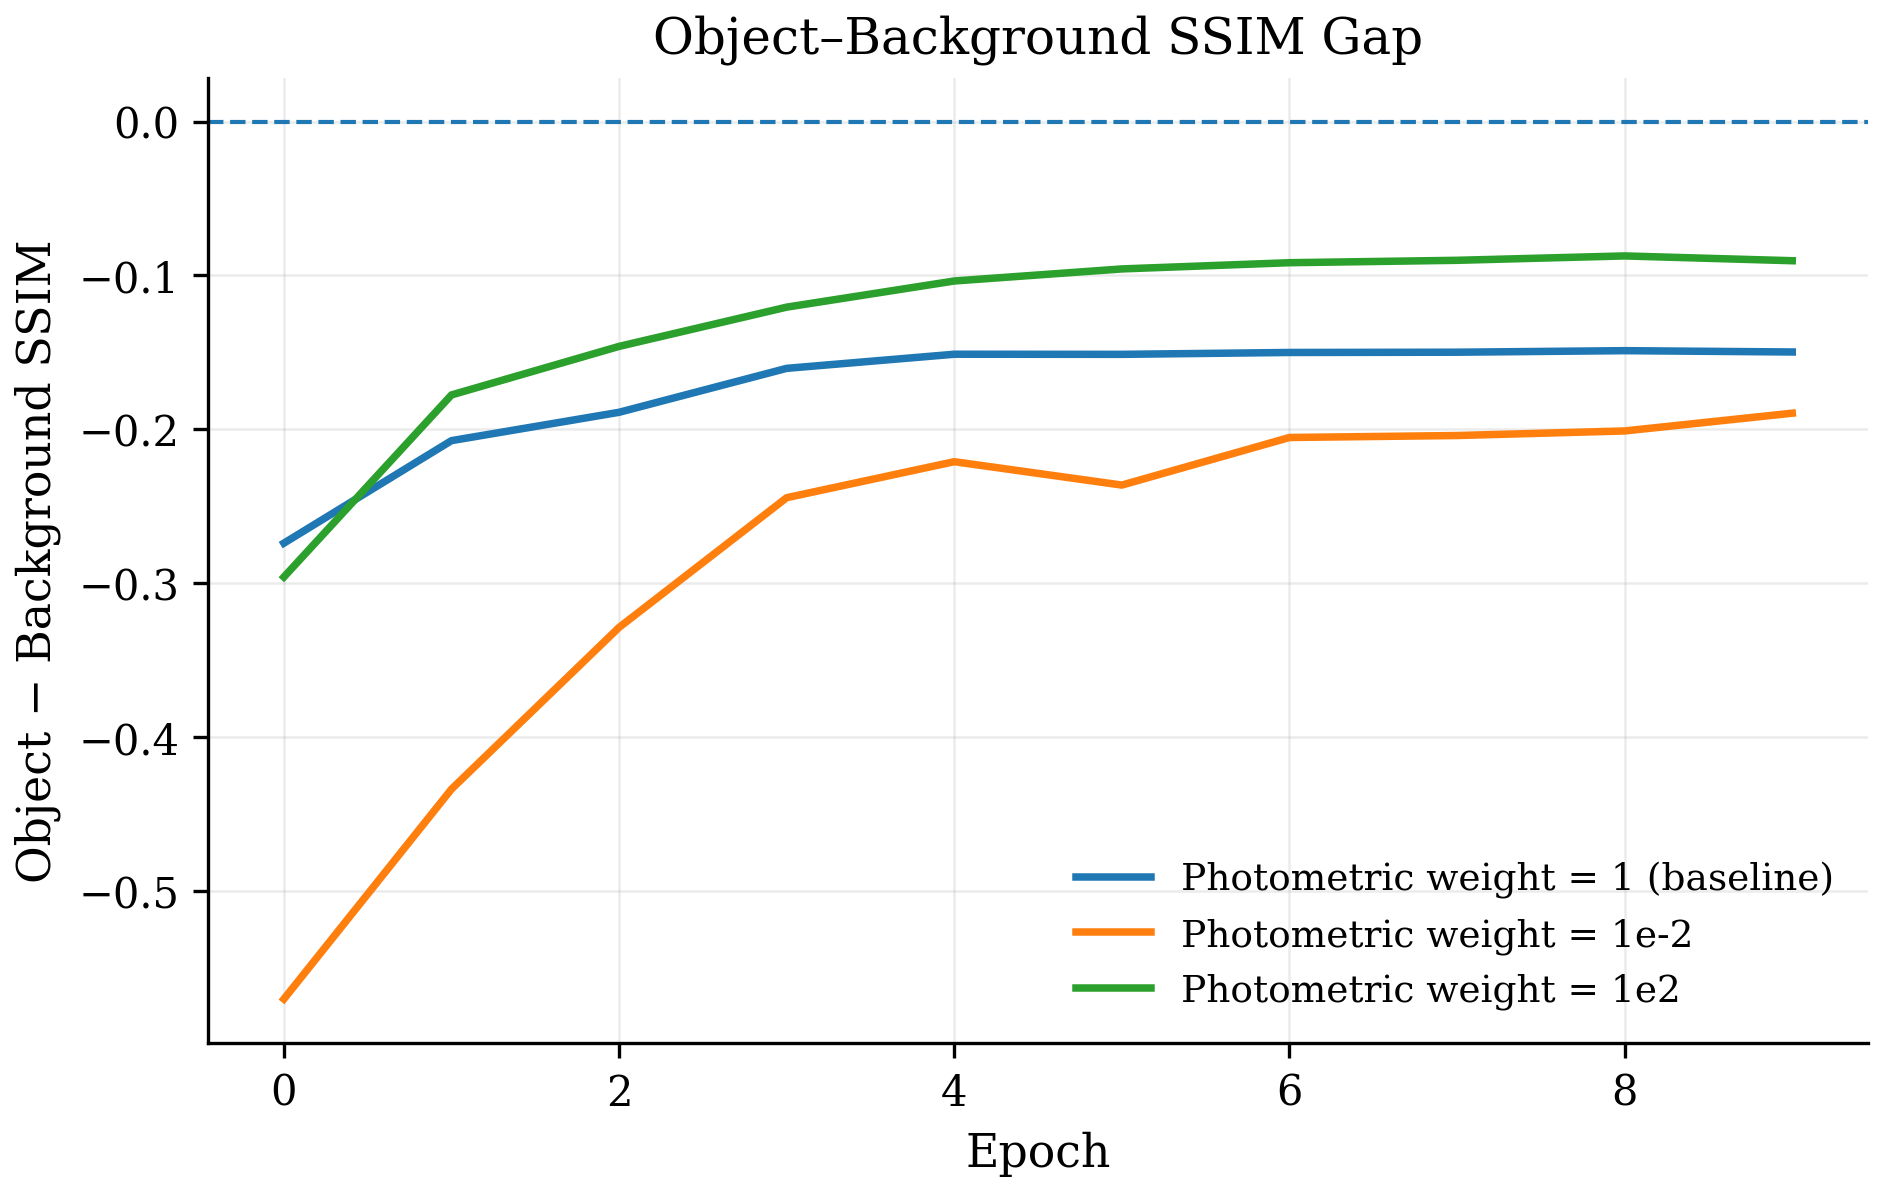 Object–Background SSIM Gap
Object − Background SSIM
0.0
−0.1
−0.2
−0.3
−0.4
−0.5
Photometric weight = 1 (baseline)
Photometric weight = 1e-2
Photometric weight = 1e2
0 2 4 6 8
Epoch